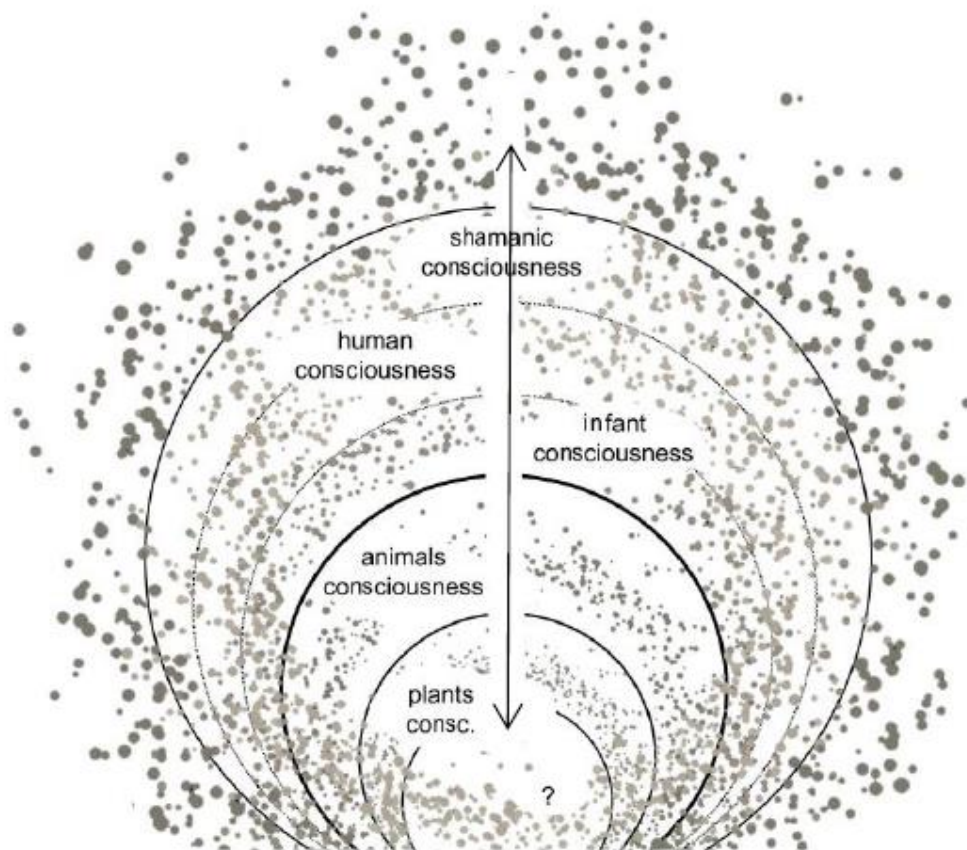 shamanic
consciousness
human
consciousness
infant
consciousness
animals
consciousness
plants
consc.
?